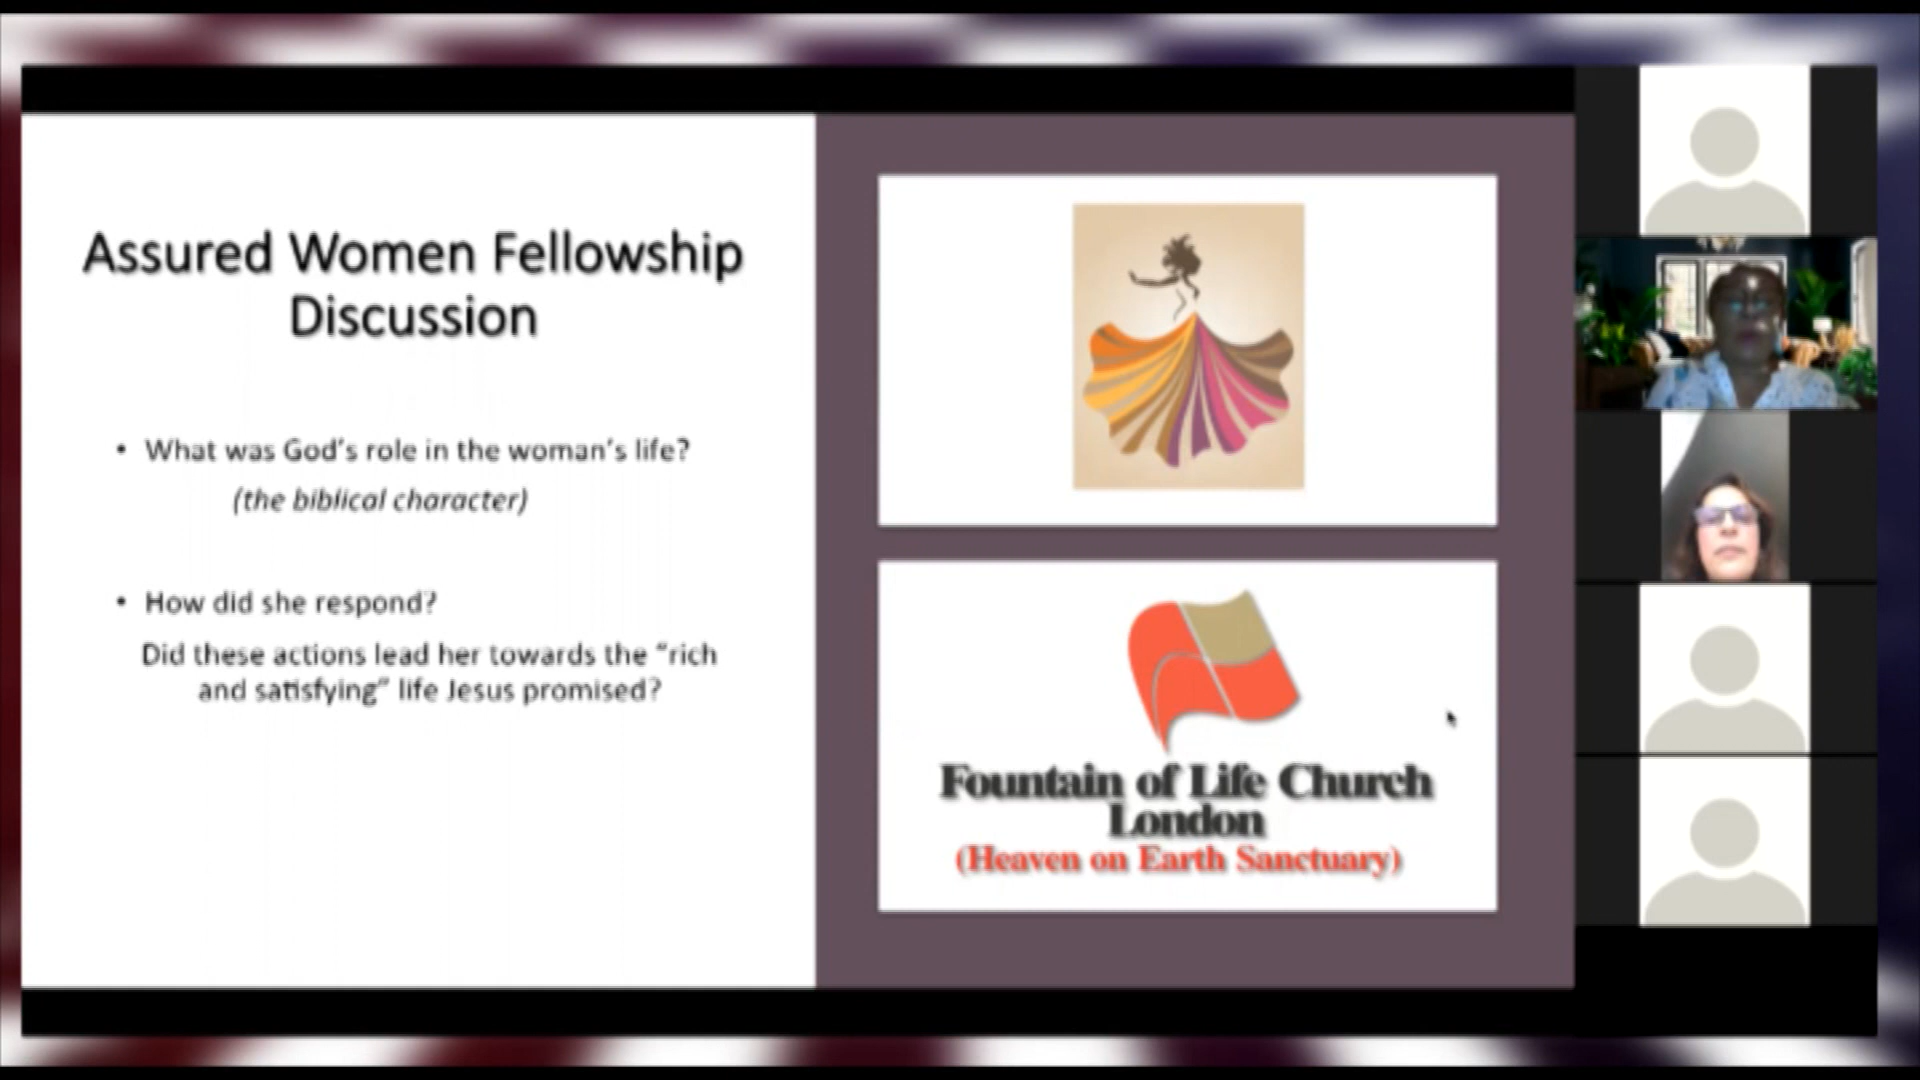 Assured Women Fellowship
Discussion
• What was God's role in the woman's life?
(the biblical character)
• How did she respond?
Did these actions lead her towards the "rich
and satisfying" life Jesus promised?
Fountain of Life Church
London
(Heaven on Earth Sanctuary)